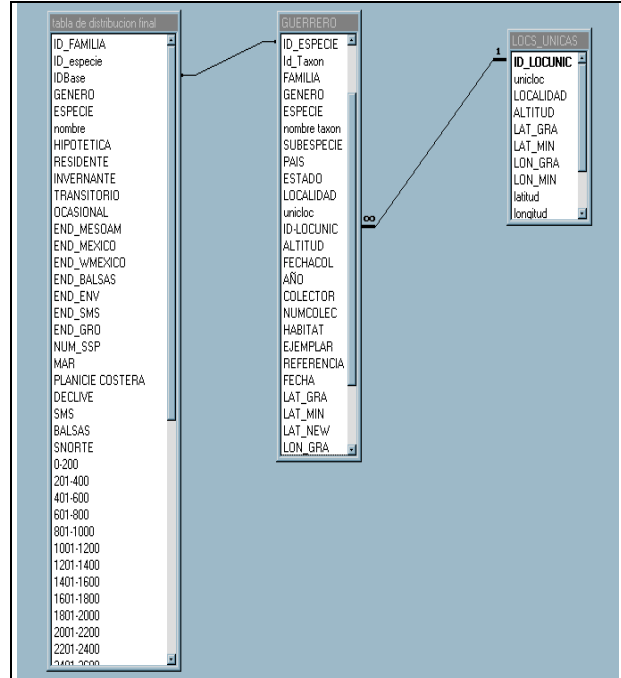 tabla de distribucion final
ID_FAMILIA
ID_especie
IDBase
GENERO
ESPECIE
nombre
HIPOTETICA
RESIDENTE
INVERNANTE
TRANSITORIO
OCASIONAL
END_MESOAM
END_MEXICO
END_WMEXICO
END_BALSAS
END_ENV
END_SMS
END_GRO
NUM_SSP
MAR
PLANICIE COSTERA
DECLIVE
SMS
BALSAS
SNORTE
0-200
201-400
401-600
601-800
801-1000
1001-1200
1201-1400
1401-1600
1601-1800
1801-2000
2001-2200
2201-2400
2401-2600
GUERRERO
ID_ESPECIE
Id_Taxon
FAMILIA
GENERO
ESPECIE
nombre taxon
SUBESPECIE
PAIS
ESTADO
LOCALIDAD
unicloc
ID-LOCUNIC
ALTITUD
FECHACOL
AÑO
COLECTOR
NUMCOLEC
HABITAT
EJEMPLAR
REFERENCIA
FECHA
LAT_GRA
LAT_MIN
LAT_NEW
LON_GRA
∞
1
LOCS_UNICAS
ID_LOCUNIC
unicloc
LOCALIDAD
ALTITUD
LAT_GRA
LAT_MIN
LON_GRA
LON_MIN
latitud
longitud